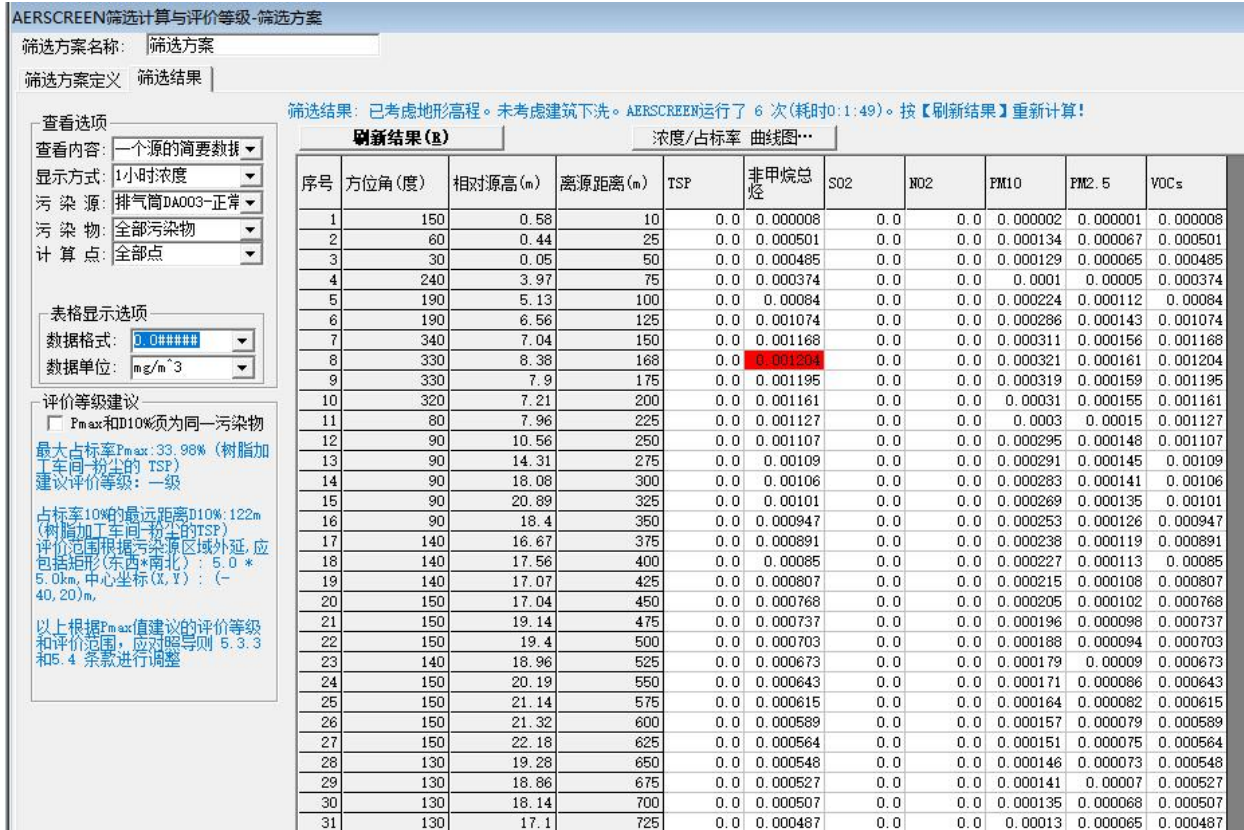 AERSCREEN筛选计算与评价等级-筛选方案
筛选方案名称: 筛选方案
筛选方案定义 筛选结果
筛选结果: 已考虑地形高程。未考虑建筑下洗。AERSCREEN运行了 6 次(耗时0:1:49)。按【刷新结果】重新计算!
刷新结果(R) 浓度/占标率 曲线图…
查看选项
查看内容: 一个源的简要数据
显示方式: 1小时浓度
污 染 源: 排气筒DA003-正常
污 染 物: 全部污染物
计 算 点: 全部点
表格显示选项
数据格式: 0.0#####
数据单位: mg/m^3
评价等级建议
Pmax和D10%须为同一污染物
最大占标率Pmax:33.98% (树脂加
工车间-粉尘的 TSP)
建议评价等级: 一级
占标率10%的最远距离D10%:122m
(树脂加工车间-粉尘的TSP)
评价范围根据污染源区域外延,应
包括矩形(东西*南北): 5.0 *
5.0km,中心坐标(X,Y): (-
40,20)m,
以上根据Pmax值建议的评价等级
和评价范围,应对照导则 5.3.3
和5.4 条款进行调整
序号 方位角(度) 相对源高(m) 离源距离(m) TSP 非甲烷总烃 SO2 NO2 PM10 PM2.5 VOCs
1 150 0.58 10 0.0 0.000008 0.0 0.0 0.000002 0.000001 0.000008
2 60 0.44 25 0.0 0.000501 0.0 0.0 0.000134 0.000067 0.000501
3 30 0.05 50 0.0 0.000485 0.0 0.0 0.000129 0.000065 0.000485
4 240 3.97 75 0.0 0.000374 0.0 0.0 0.0001 0.00005 0.000374
5 190 5.13 100 0.0 0.00084 0.0 0.0 0.000224 0.000112 0.00084
6 190 6.56 125 0.0 0.001074 0.0 0.0 0.000286 0.000143 0.001074
7 340 7.04 150 0.0 0.001168 0.0 0.0 0.000311 0.000156 0.001168
8 330 8.38 168 0.0 0.001204 0.0 0.0 0.000321 0.000161 0.001204
9 330 7.9 175 0.0 0.001195 0.0 0.0 0.000319 0.000159 0.001195
10 320 7.21 200 0.0 0.001161 0.0 0.0 0.00031 0.000155 0.001161
11 80 7.96 225 0.0 0.001127 0.0 0.0 0.0003 0.00015 0.001127
12 90 10.56 250 0.0 0.001107 0.0 0.0 0.000295 0.000148 0.001107
13 90 14.31 275 0.0 0.00109 0.0 0.0 0.000291 0.000145 0.00109
14 90 18.08 300 0.0 0.00106 0.0 0.0 0.000283 0.000141 0.00106
15 90 20.89 325 0.0 0.00101 0.0 0.0 0.000269 0.000135 0.00101
16 90 18.4 350 0.0 0.000947 0.0 0.0 0.000253 0.000126 0.000947
17 140 16.67 375 0.0 0.000891 0.0 0.0 0.000238 0.000119 0.000891
18 140 17.56 400 0.0 0.00085 0.0 0.0 0.000227 0.000113 0.00085
19 140 17.07 425 0.0 0.000807 0.0 0.0 0.000215 0.000108 0.000807
20 150 17.04 450 0.0 0.000768 0.0 0.0 0.000205 0.000102 0.000768
21 150 19.14 475 0.0 0.000737 0.0 0.0 0.000196 0.000098 0.000737
22 150 19.4 500 0.0 0.000703 0.0 0.0 0.000188 0.000094 0.000703
23 140 18.96 525 0.0 0.000673 0.0 0.0 0.000179 0.00009 0.000673
24 150 20.19 550 0.0 0.000643 0.0 0.0 0.000171 0.000086 0.000643
25 150 21.14 575 0.0 0.000615 0.0 0.0 0.000164 0.000082 0.000615
26 150 21.32 600 0.0 0.000589 0.0 0.0 0.000157 0.000079 0.000589
27 150 22.18 625 0.0 0.000564 0.0 0.0 0.000151 0.000075 0.000564
28 130 19.28 650 0.0 0.000548 0.0 0.0 0.000146 0.000073 0.000548
29 130 18.86 675 0.0 0.000527 0.0 0.0 0.000141 0.00007 0.000527
30 130 18.14 700 0.0 0.000507 0.0 0.0 0.000135 0.000068 0.000507
31 130 17.1 725 0.0 0.000487 0.0 0.0 0.00013 0.000065 0.000487